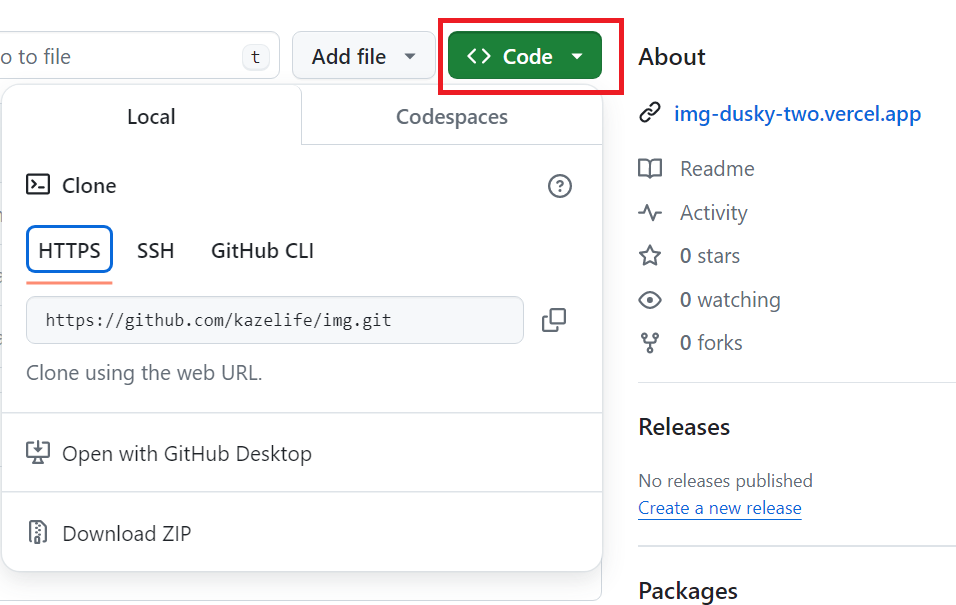 o to file
t
Add file
Code
Local
Codespaces
Clone
HTTPS
SSH
GitHub CLI
https://github.com/kazelife/img.git
Clone using the web URL.
Open with GitHub Desktop
Download ZIP
About
img-dusky-two.vercel.app
Readme
Activity
0 stars
0 watching
0 forks
Releases
No releases published
Create a new release
Packages